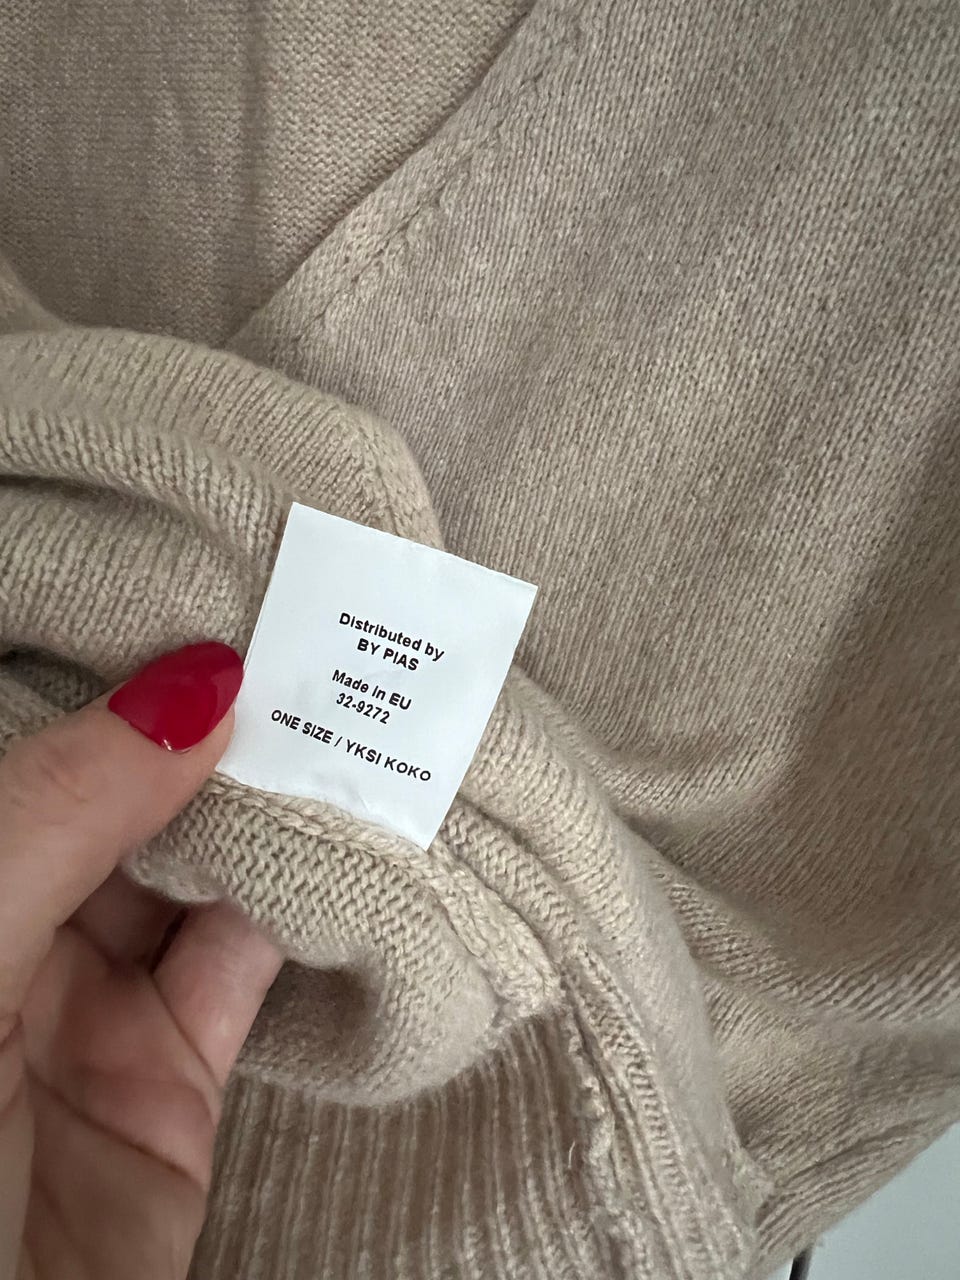 Distributed by
BY PIAS
Made in EU
32-9272
ONE SIZE / YKSI KOKO